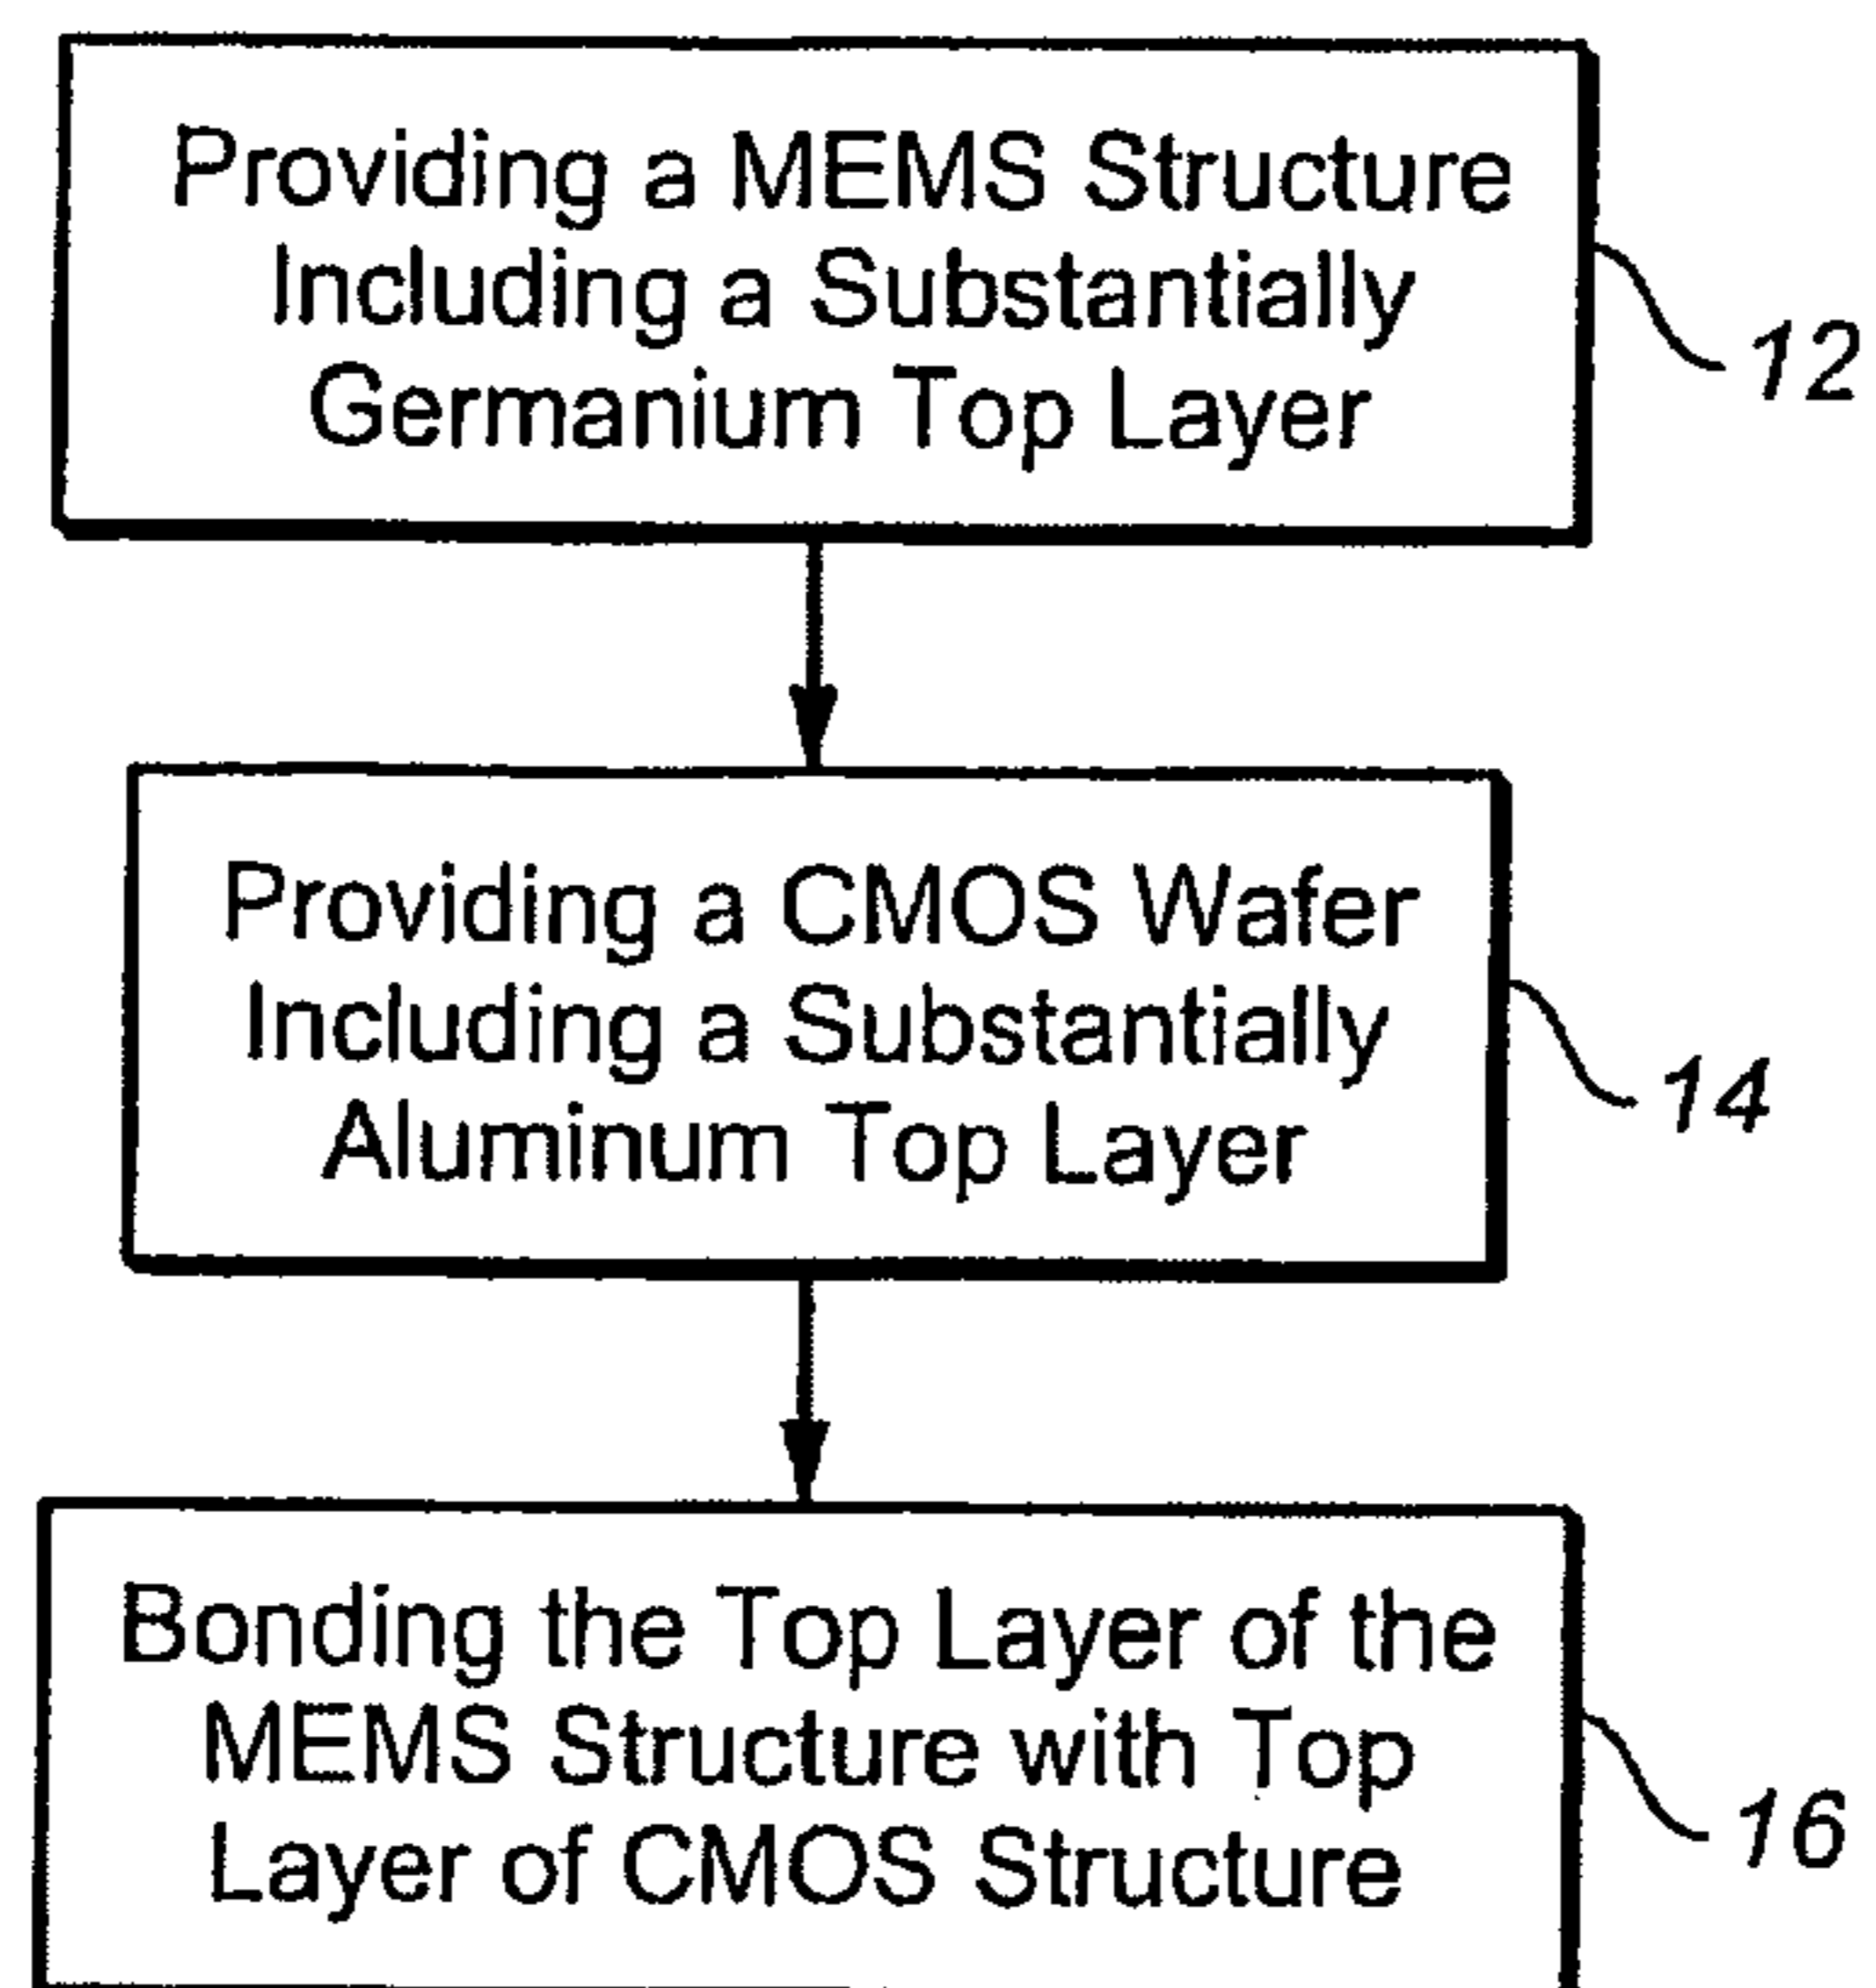 Providing a MEMS Structure
Including a Substantially
Germanium Top Layer
12
Providing a CMOS Wafer
Including a Substantially
Aluminum Top Layer
14
Bonding the Top Layer of the
MEMS Structure with Top
Layer of CMOS Structure
16